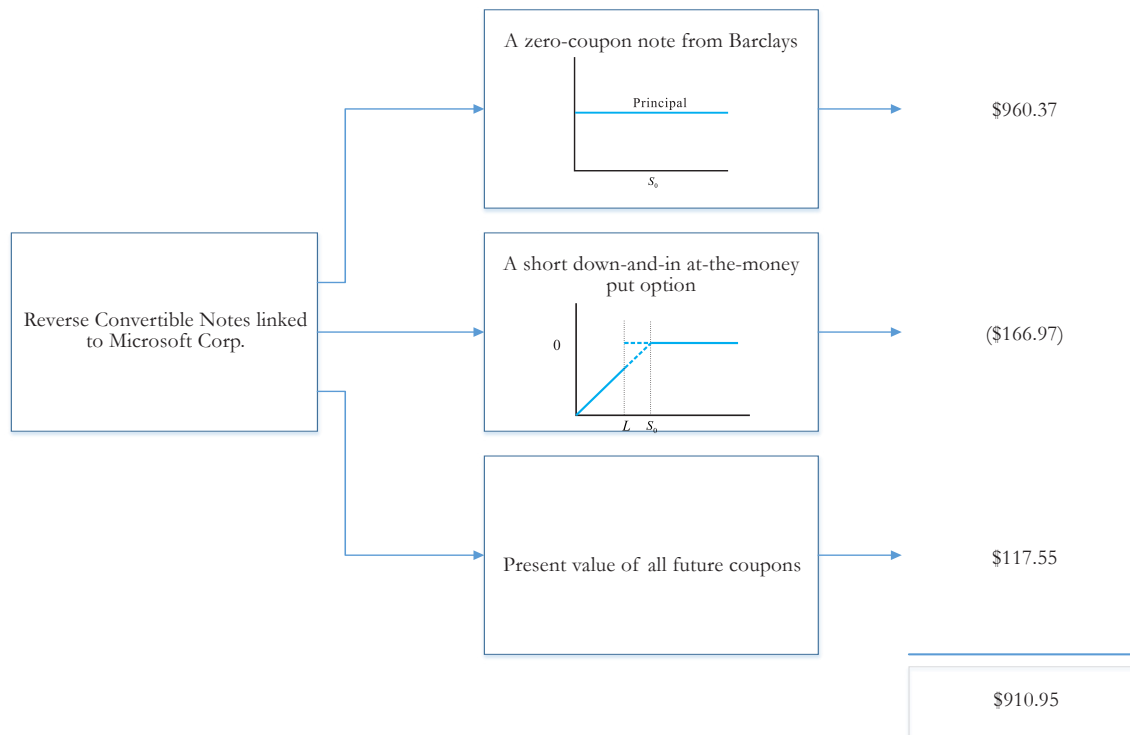 A zero-coupon note from Barclays
Principal
S₀
$960.37
Reverse Convertible Notes linked
to Microsoft Corp.
A short down-and-in at-the-money
put option
0
L S₀
($166.97)
Present value of all future coupons
$117.55
$910.95